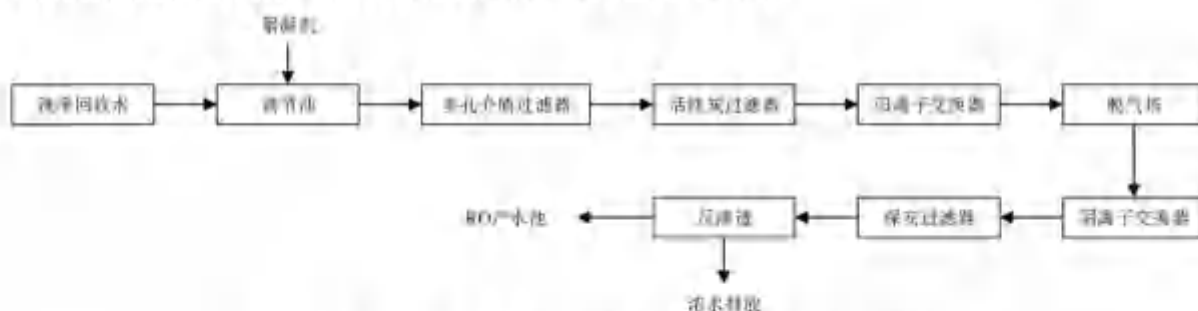 絮凝剂
洗涤回收水
调节池
多孔介质过滤器
活性炭过滤器
阳离子交换器
脱气塔
RO产水池
反渗透
保安过滤器
阴离子交换器
浓水排放